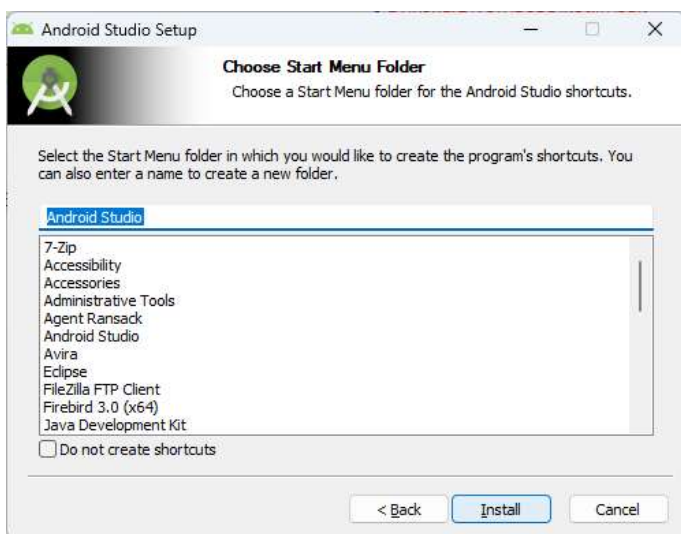 Android Studio Setup
Choose Start Menu Folder
Choose a Start Menu folder for the Android Studio shortcuts.
Select the Start Menu folder in which you would like to create the program's shortcuts. You
can also enter a name to create a new folder.
Android Studio
7-Zip
Accessibility
Accessories
Administrative Tools
Agent Ransack
Android Studio
Avira
Eclipse
FileZilla FTP Client
Firebird 3.0 (x64)
Java Development Kit
Do not create shortcuts
< Back Install Cancel